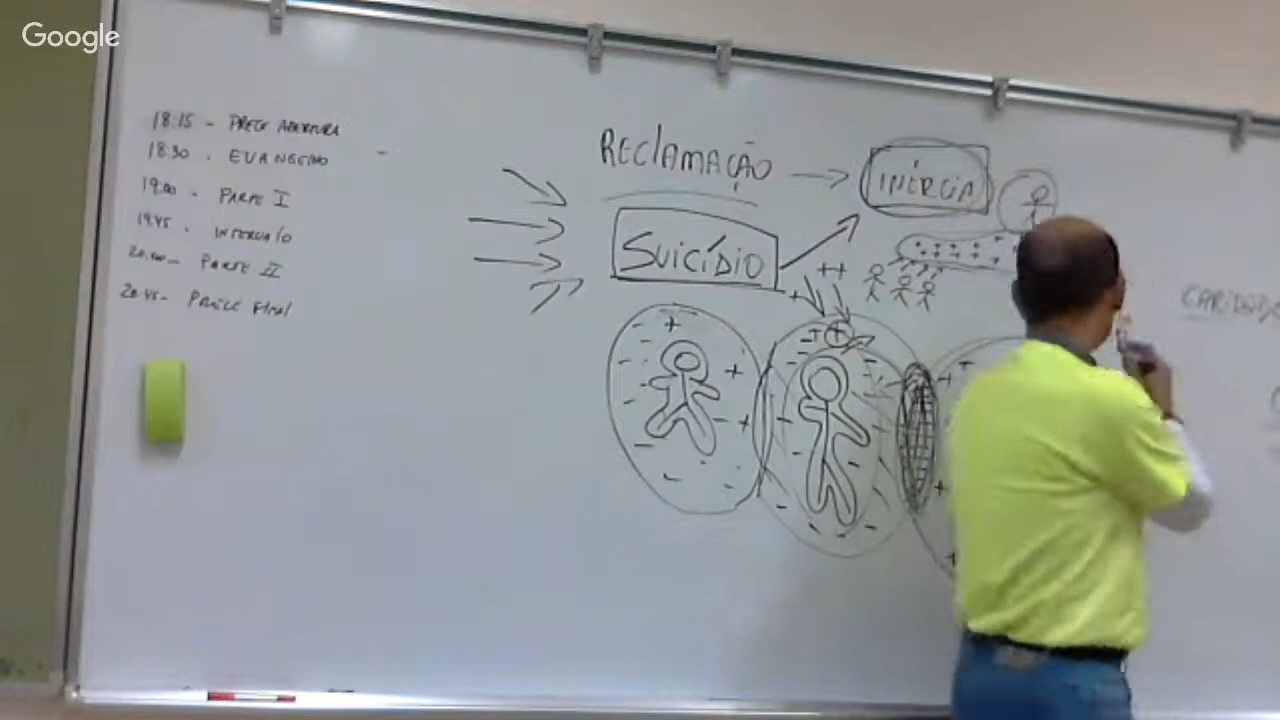 Google
18:15 - PRECE ABERTURA
18:30 - EVANGELHO -
19:00 - PARTE I
19:45 - INTERVALO
20:00 - PARTE II
20:45 - PRECE FINAL
RECLAMAÇÃO → INÉRCIA
SUICÍDIO